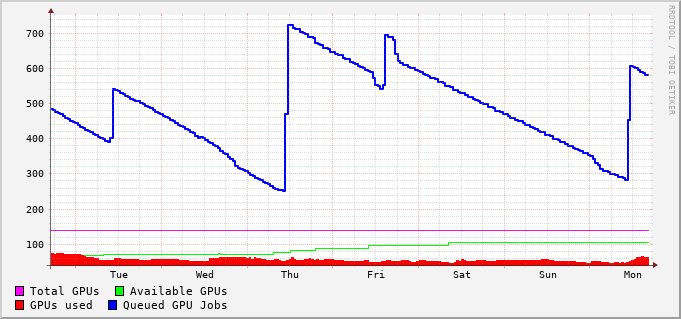 RRDTOOL / TOBI OETIKER
700
600
500
400
300
200
100
Tue Wed Thu Fri Sat Sun Mon
Total GPUs Available GPUs
GPUs used Queued GPU Jobs